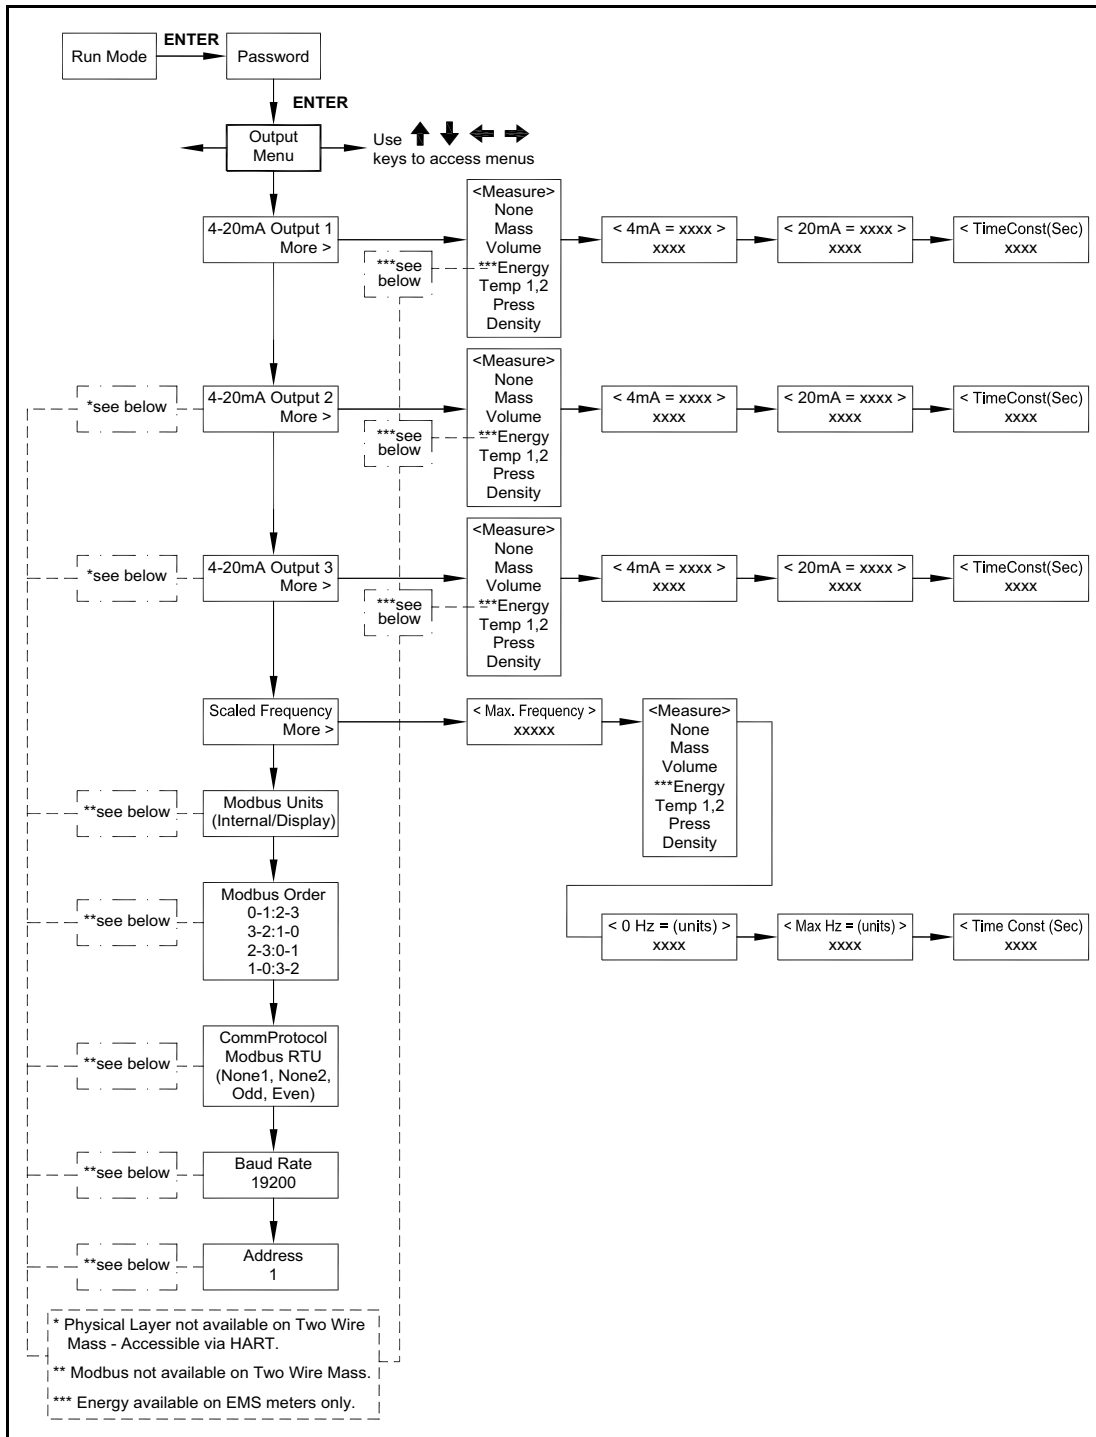 ENTER
Run Mode
Password
ENTER
Output
Menu
Use
keys to access menus
4-20mA Output 1
More >
***see
below
<Measure>
None
Mass
Volume
***Energy
Temp 1,2
Press
Density
< 4mA = xxxx >
xxxx
< 20mA = xxxx >
xxxx
< TimeConst(Sec)
xxxx
*see below
4-20mA Output 2
More >
***see
below
<Measure>
None
Mass
Volume
***Energy
Temp 1,2
Press
Density
< 4mA = xxxx >
xxxx
< 20mA = xxxx >
xxxx
< TimeConst(Sec)
xxxx
*see below
4-20mA Output 3
More >
***see
below
<Measure>
None
Mass
Volume
***Energy
Temp 1,2
Press
Density
< 4mA = xxxx >
xxxx
< 20mA = xxxx >
xxxx
< TimeConst(Sec)
xxxx
Scaled Frequency
More >
< Max. Frequency >
xxxxx
<Measure>
None
Mass
Volume
***Energy
Temp 1,2
Press
Density
< 0 Hz = (units) >
xxxx
< Max Hz = (units) >
xxxx
< Time Const (Sec)
xxxx
**see below
Modbus Units
(Internal/Display)
**see below
Modbus Order
0-1:2-3
3-2:1-0
2-3:0-1
1-0:3-2
**see below
CommProtocol
Modbus RTU
(None1, None2,
Odd, Even)
**see below
Baud Rate
19200
**see below
Address
1
* Physical Layer not available on Two Wire
Mass - Accessible via HART.
** Modbus not available on Two Wire Mass.
*** Energy available on EMS meters only.